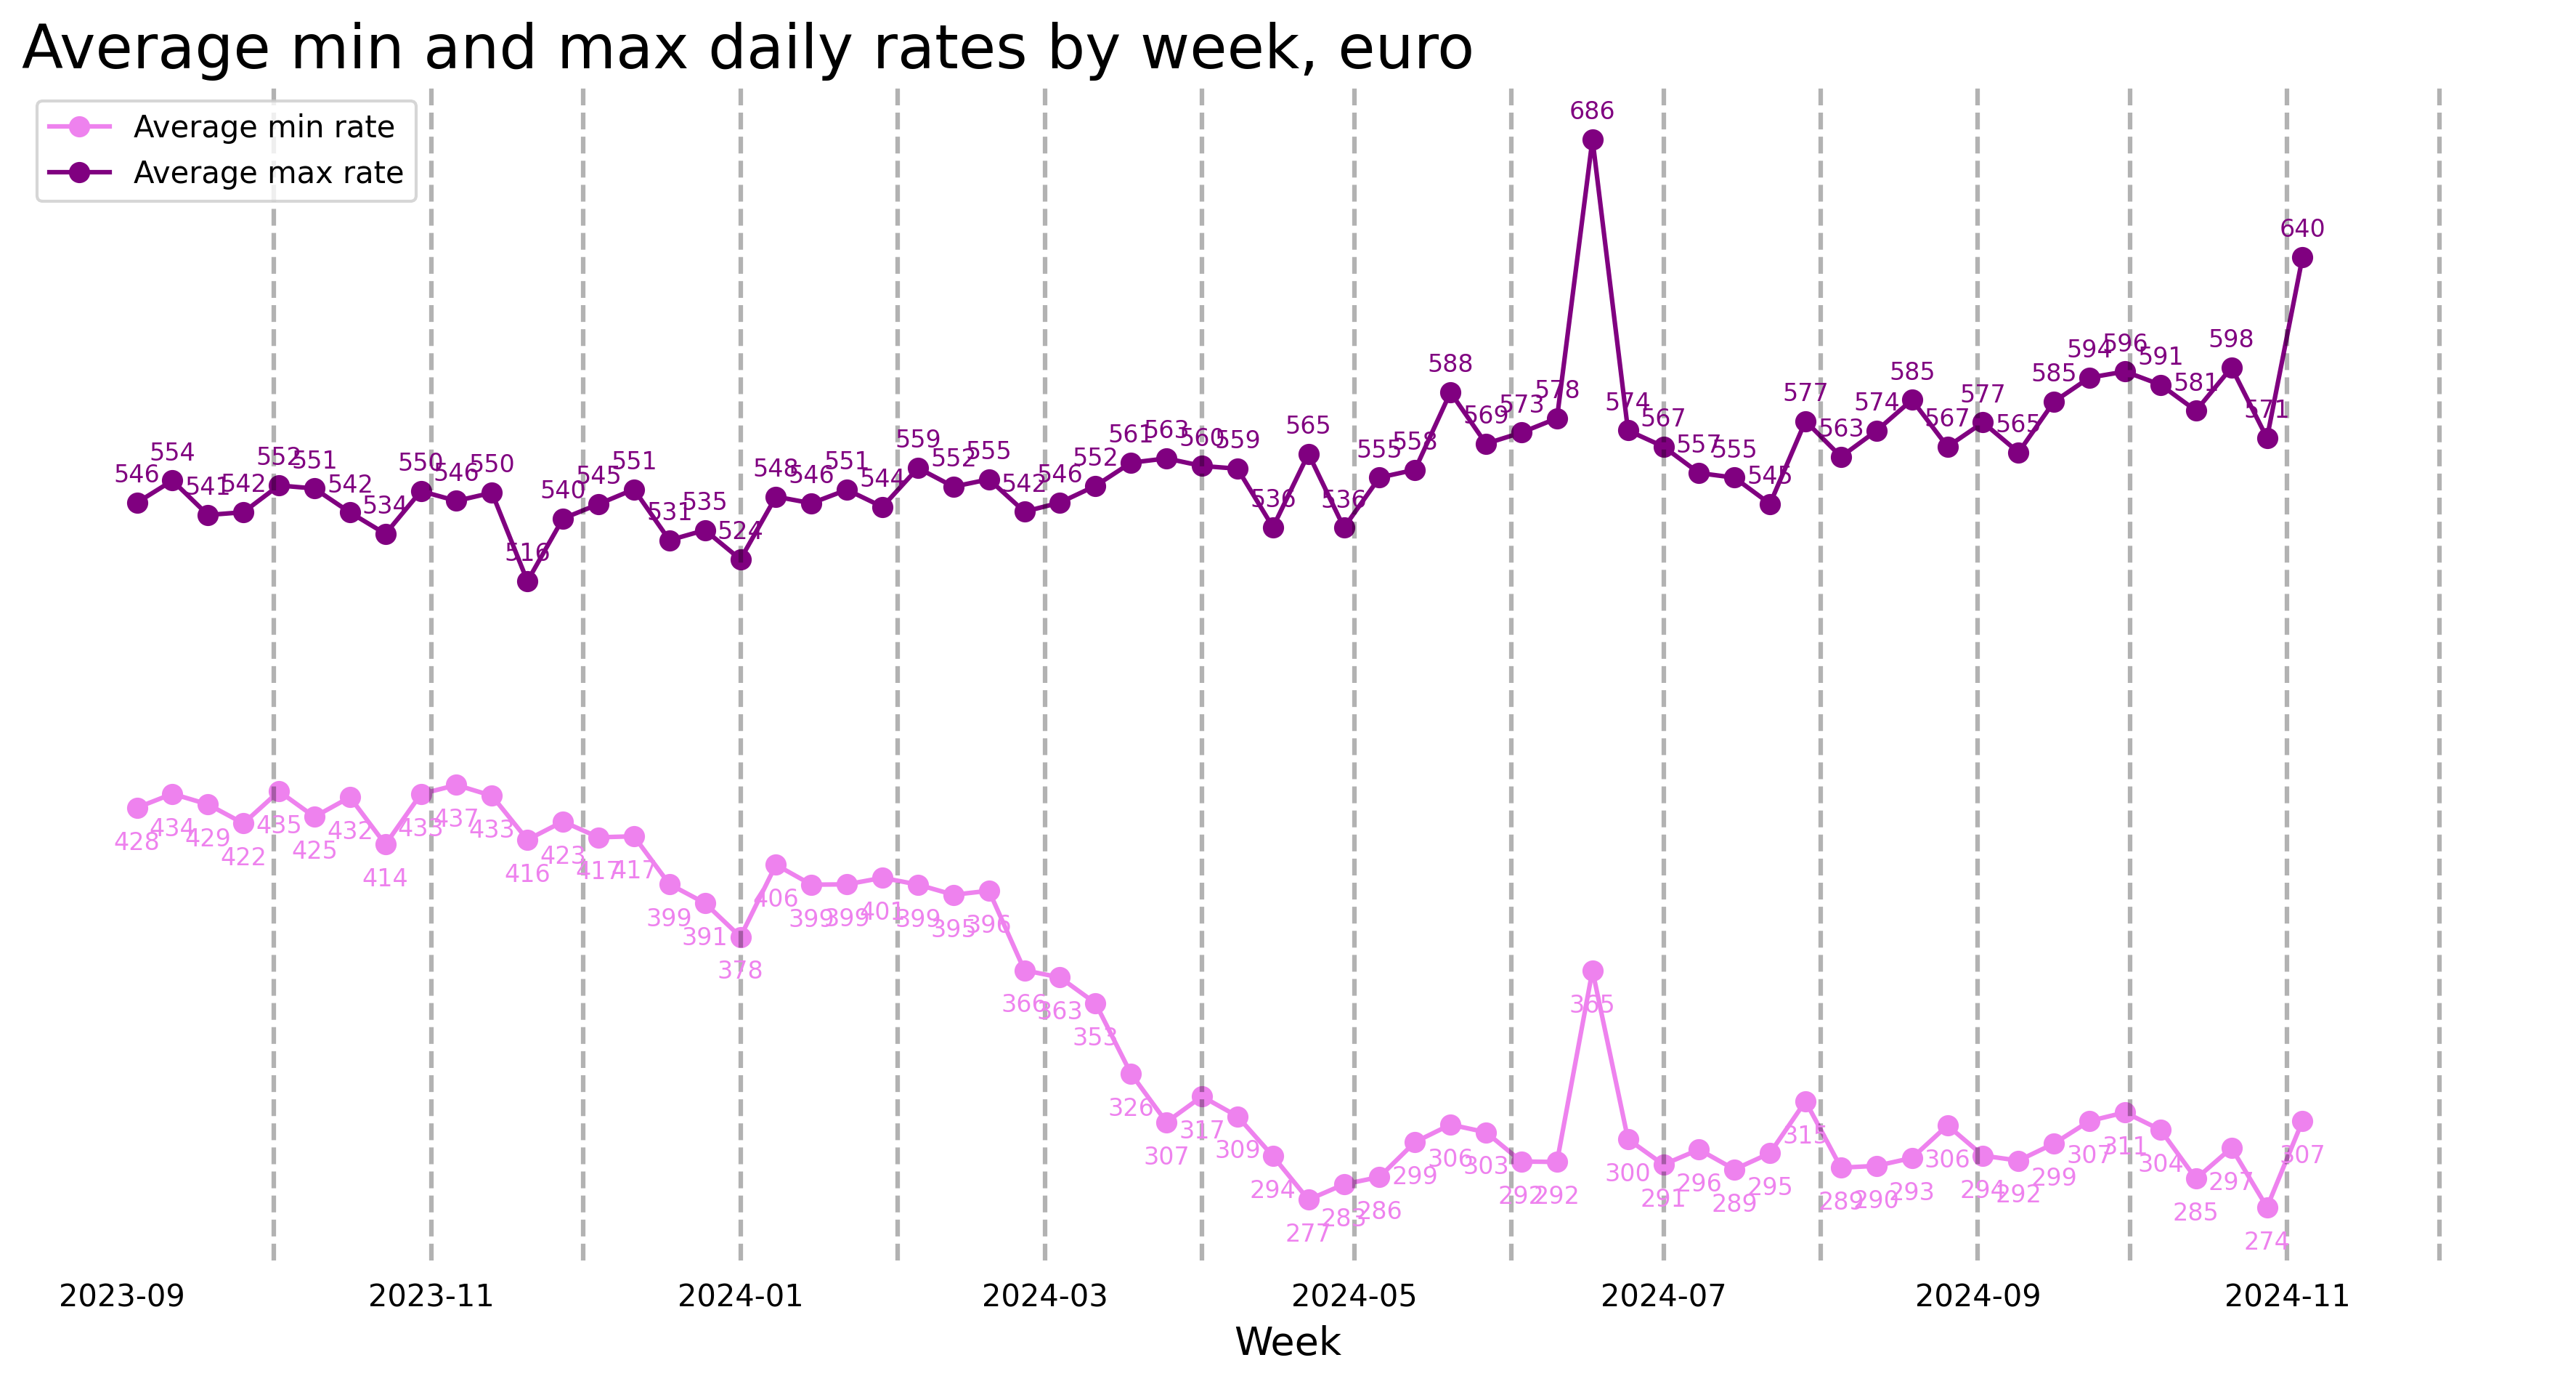 Average min and max daily rates by week, euro
Average min rate
Average max rate
546 554 541 542 552 551 542 534 550 546 550 516 540 545 551 531 535 524 548 546 551 544 559 552 555 542 546 552 561 563 560 559 536 565 536 555 558 588 569 573 578 686 574 567 557 555 545 577 563 574 585 567 577 565 585 594 596 591 581 598 571 640
428 434 429 422 435 425 432 414 433 437 433 416 423 417 417 399 391 378 406 399 399 401 399 395 396 366 363 353 326 307 317 309 294 277 283 286 299 306 303 292 292 365 300 291 296 289 295 315 289 290 293 306 294 292 299 307 311 304 285 297 274 307
2023-09 2023-11 2024-01 2024-03 2024-05 2024-07 2024-09 2024-11
Week